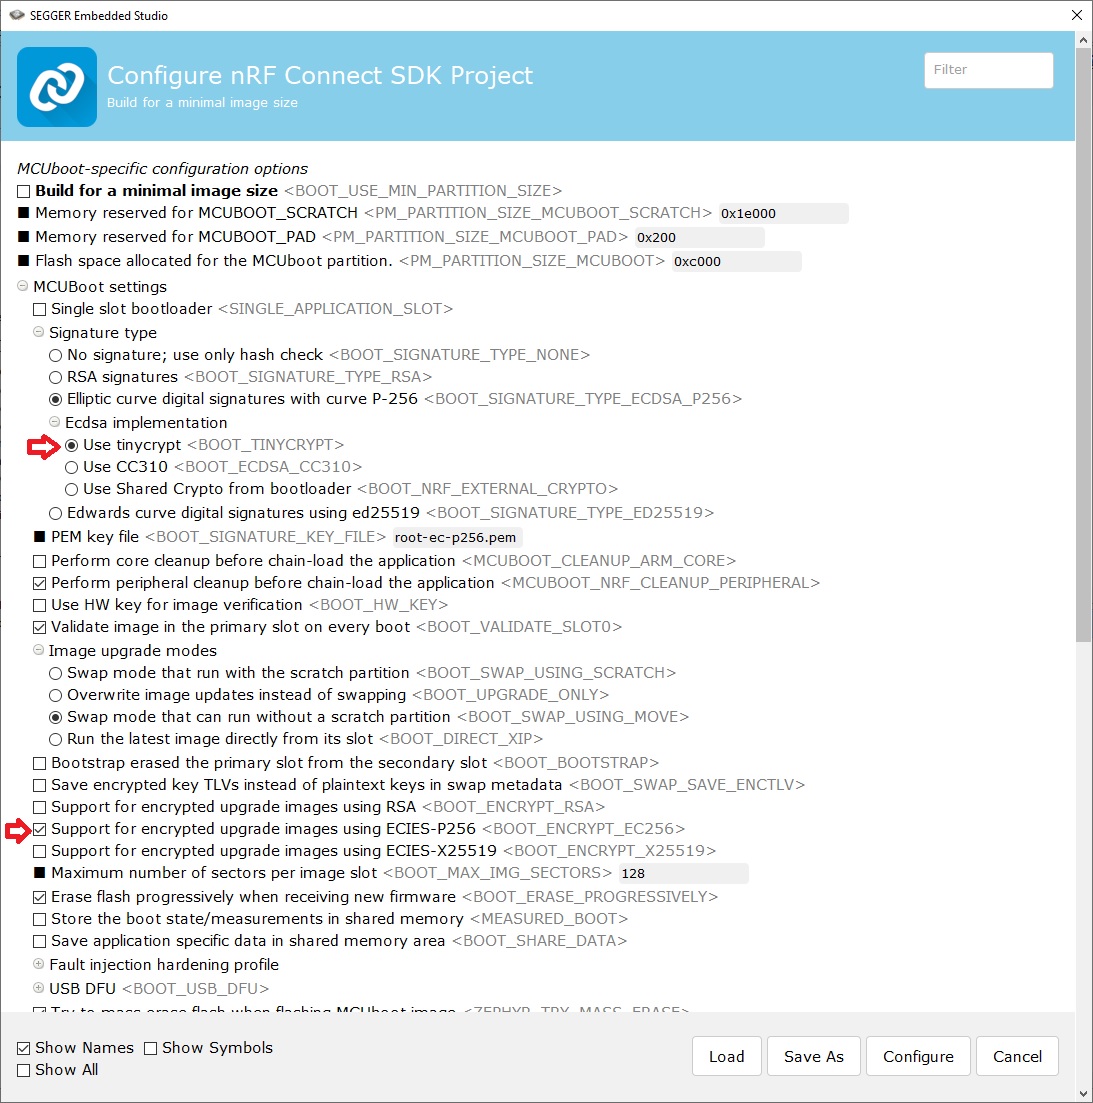 SEGGER Embedded Studio
Configure nRF Connect SDK Project
Filter
Build for a minimal image size
MCUboot-specific configuration options
Build for a minimal image size <BOOT_USE_MIN_PARTITION_SIZE>
Memory reserved for MCUBOOT_SCRATCH <PM_PARTITION_SIZE_MCUBOOT_SCRATCH> 0x1e000
Memory reserved for MCUBOOT_PAD <PM_PARTITION_SIZE_MCUBOOT_PAD> 0x200
Flash space allocated for the MCUboot partition. <PM_PARTITION_SIZE_MCUBOOT> 0xc000
MCUBoot settings
Single slot bootloader <SINGLE_APPLICATION_SLOT>
Signature type
No signature; use only hash check <BOOT_SIGNATURE_TYPE_NONE>
RSA signatures <BOOT_SIGNATURE_TYPE_RSA>
Elliptic curve digital signatures with curve P-256 <BOOT_SIGNATURE_TYPE_ECDSA_P256>
Ecdsa implementation
Use tinycrypt <BOOT_TINYCRYPT>
Use CC310 <BOOT_ECDSA_CC310>
Use Shared Crypto from bootloader <BOOT_NRF_EXTERNAL_CRYPTO>
Edwards curve digital signatures using ed25519 <BOOT_SIGNATURE_TYPE_ED25519>
PEM key file <BOOT_SIGNATURE_KEY_FILE> root-ec-p256.pem
Perform core cleanup before chain-load the application <MCUBOOT_CLEANUP_ARM_CORE>
Perform peripheral cleanup before chain-load the application <MCUBOOT_NRF_CLEANUP_PERIPHERAL>
Use HW key for image verification <BOOT_HW_KEY>
Validate image in the primary slot on every boot <BOOT_VALIDATE_SLOT0>
Image upgrade modes
Swap mode that run with the scratch partition <BOOT_SWAP_USING_SCRATCH>
Overwrite image updates instead of swapping <BOOT_UPGRADE_ONLY>
Swap mode that can run without a scratch partition <BOOT_SWAP_USING_MOVE>
Run the latest image directly from its slot <BOOT_DIRECT_XIP>
Bootstrap erased the primary slot from the secondary slot <BOOT_BOOTSTRAP>
Save encrypted key TLVs instead of plaintext keys in swap metadata <BOOT_SWAP_SAVE_ENCTLV>
Support for encrypted upgrade images using RSA <BOOT_ENCRYPT_RSA>
Support for encrypted upgrade images using ECIES-P256 <BOOT_ENCRYPT_EC256>
Support for encrypted upgrade images using ECIES-X25519 <BOOT_ENCRYPT_X25519>
Maximum number of sectors per image slot <BOOT_MAX_IMG_SECTORS> 128
Erase flash progressively when receiving new firmware <BOOT_ERASE_PROGRESSIVELY>
Store the boot state/measurements in shared memory <MEASURED_BOOT>
Save application specific data in shared memory area <BOOT_SHARE_DATA>
Fault injection hardening profile
USB DFU <BOOT_USB_DFU>
Try to mass erase flash when flashing MCUboot image <ZEPHYR_TRY_MASS_ERASE>
Show Names Show Symbols
Show All
Load Save As Configure Cancel